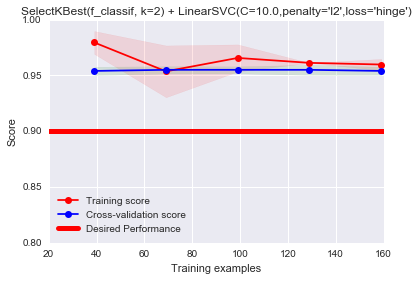 SelectKBest(f_classif, k=2) + LinearSVC(C=10.0,penalty='l2',loss='hinge')
1.00
0.95
0.90
0.85
0.80
Score
Training score
Cross-validation score
Desired Performance
20 40 60 80 100 120 140 160
Training examples